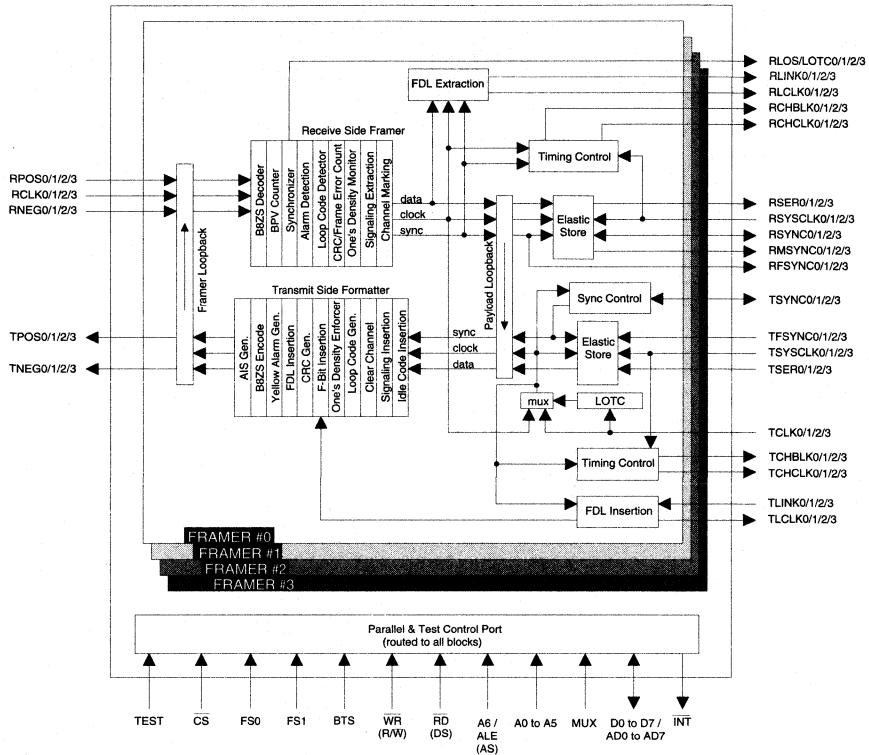 RLOS/LOTC0/1/2/3
FDL Extraction
RLINK0/1/2/3
RLCLK0/1/2/3
RCHBLK0/1/2/3
RCHCLK0/1/2/3
Receive Side Framer
Timing Control
RPOS0/1/2/3
RCLK0/1/2/3
RNEG0/1/2/3
Framer Loopback
B8ZS Decoder
BPV Counter
Synchronizer
Alarm Detection
Loop Code Detector
CRC/Frame Error Count
One's Density Monitor
Signaling Extraction
Channel Marking
data
clock
sync
Payload Loopback
Elastic
Store
RSER0/1/2/3
RSYSCLK0/1/2/3
RSYNC0/1/2/3
RMSYNC0/1/2/3
RFSYNC0/1/2/3
Transmit Side Formatter
Sync Control
TSYNC0/1/2/3
TPOS0/1/2/3
TNEG0/1/2/3
AIS Gen.
B8ZS Encode
Yellow Alarm Gen.
FDL Insertion
CRC Gen.
F-Bit Insertion
One's Density Enforcer
Loop Code Gen.
Clear Channel
Signaling Insertion
Idle Code Insertion
sync
clock
data
Elastic
Store
TFSYNC0/1/2/3
TSYSCLK0/1/2/3
TSER0/1/2/3
mux
LOTC
TCLK0/1/2/3
Timing Control
TCHBLK0/1/2/3
TCHCLK0/1/2/3
FDL Insertion
TLINK0/1/2/3
TLCLK0/1/2/3
FRAMER #0
FRAMER #1
FRAMER #2
FRAMER #3
Parallel & Test Control Port
(routed to all blocks)
TEST
CS
FS0
FS1
BTS
WR
(R/W)
RD
(DS)
A6 /
ALE
(AS)
A0 to A5
MUX
D0 to D7 /
AD0 to AD7
INT